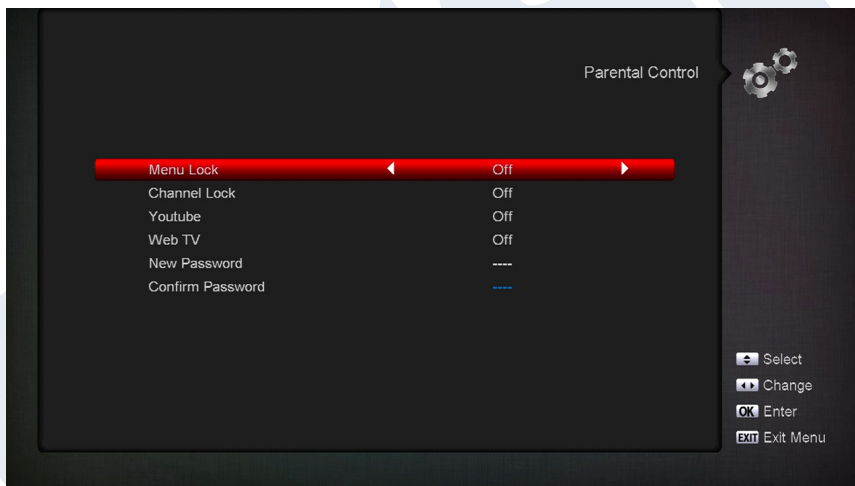 Parental Control
Menu Lock Off
Channel Lock Off
Youtube Off
Web TV Off
New Password ----
Confirm Password ----
Select
Change
OK Enter
EXIT Exit Menu